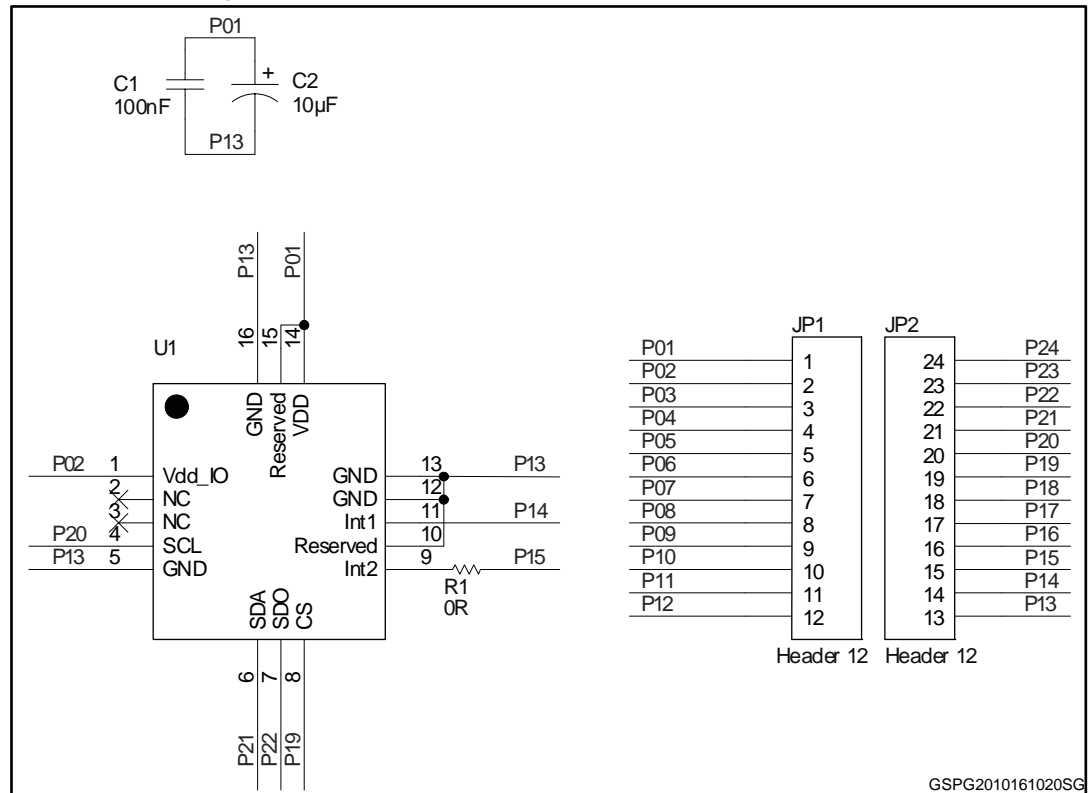 P01
C1
100nF
+
C2
10µF
P13
P13
P01
16
15
14
U1
GND
Reserved
VDD
P02 1 Vdd_IO
2 NC
3 NC
P20 4 SCL
P13 5 GND
GND 13 P13
GND 12
Int1 11 P14
Reserved 10
Int2 9 P15
R1
0R
SDA
SDO
CS
6
7
8
P21
P22
P19
JP1
P01 1
P02 2
P03 3
P04 4
P05 5
P06 6
P07 7
P08 8
P09 9
P10 10
P11 11
P12 12
Header 12
JP2
24 P24
23 P23
22 P22
21 P21
20 P20
19 P19
18 P18
17 P17
16 P16
15 P15
14 P14
13 P13
Header 12
GSPG2010161020SG